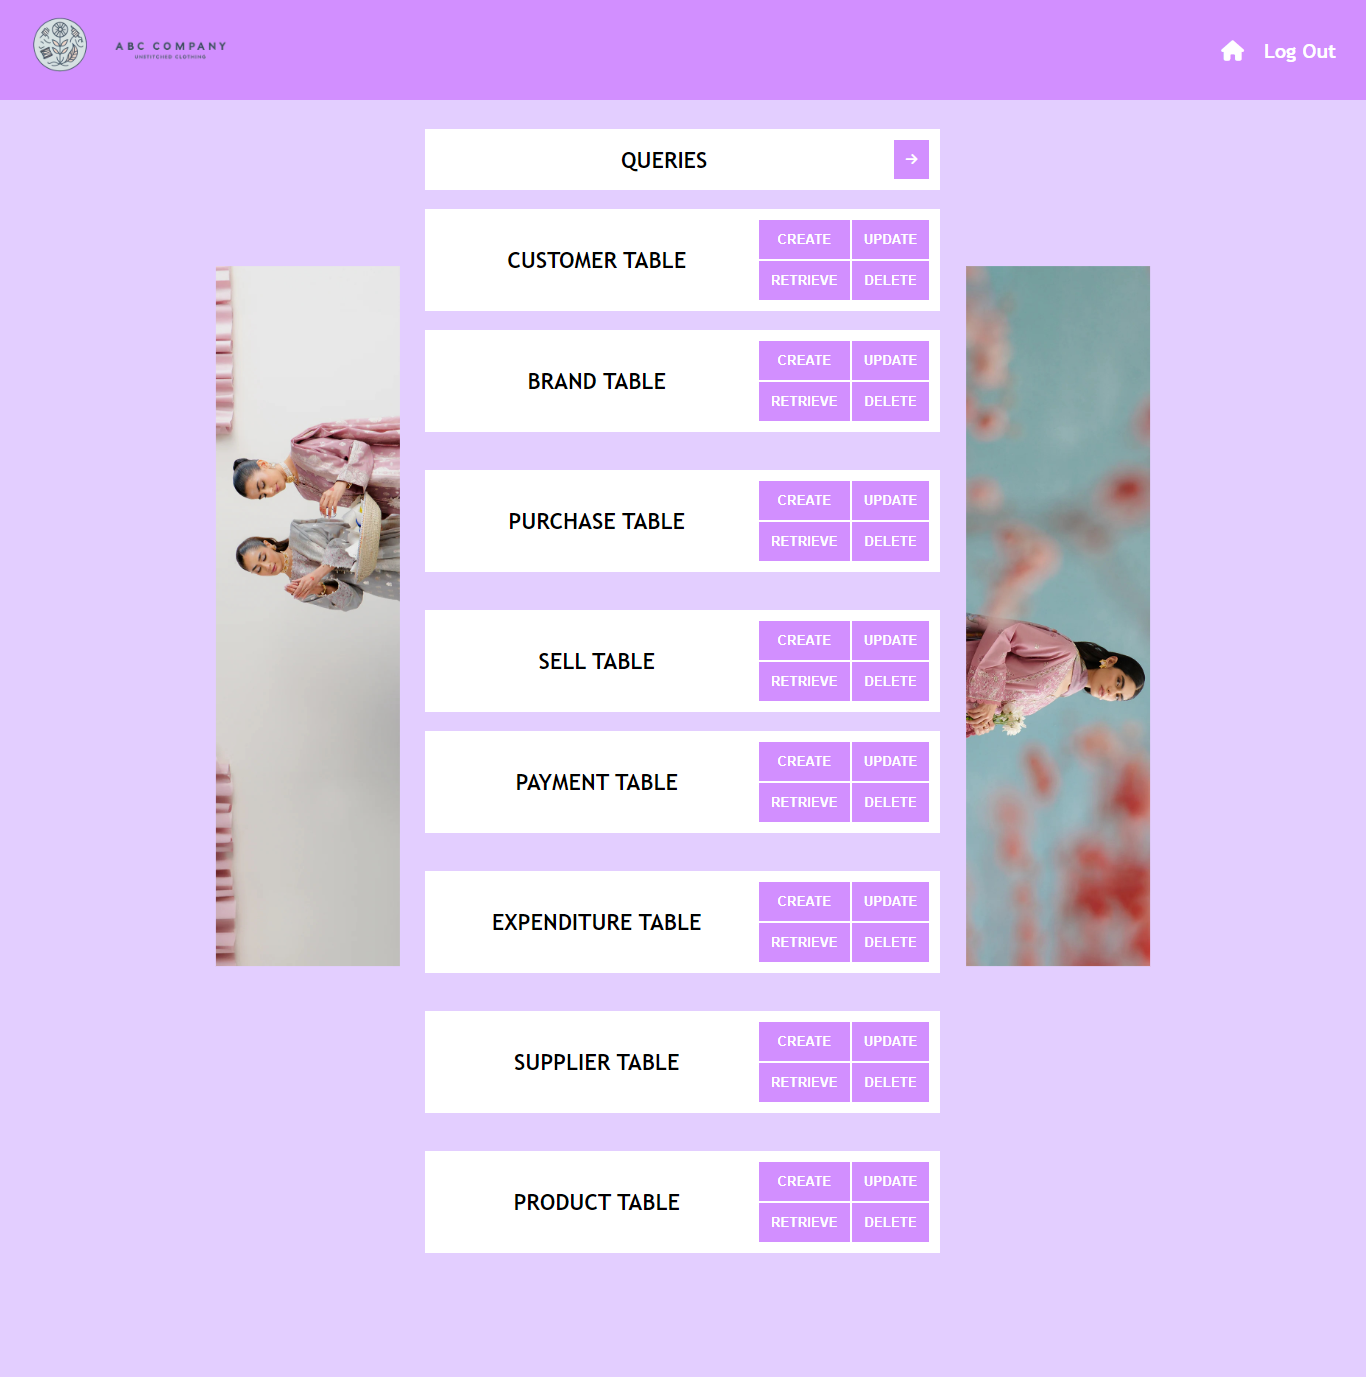 ABC COMPANY
UNSTITCHED CLOTHING
Log Out
QUERIES
CUSTOMER TABLE
CREATE UPDATE
RETRIEVE DELETE
BRAND TABLE
CREATE UPDATE
RETRIEVE DELETE
PURCHASE TABLE
CREATE UPDATE
RETRIEVE DELETE
SELL TABLE
CREATE UPDATE
RETRIEVE DELETE
PAYMENT TABLE
CREATE UPDATE
RETRIEVE DELETE
EXPENDITURE TABLE
CREATE UPDATE
RETRIEVE DELETE
SUPPLIER TABLE
CREATE UPDATE
RETRIEVE DELETE
PRODUCT TABLE
CREATE UPDATE
RETRIEVE DELETE